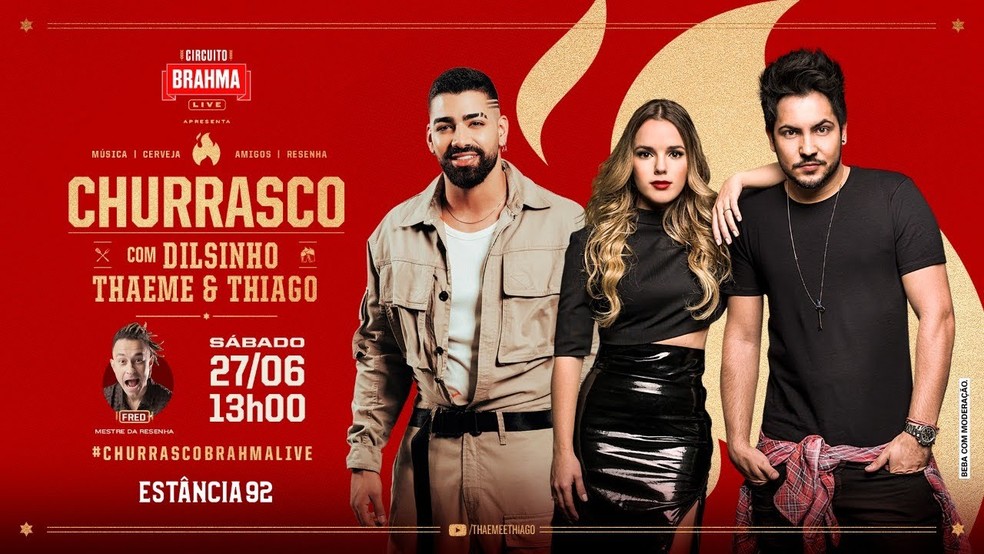 CIRCUITO
BRAHMA
LIVE
APRESENTA
MÚSICA | CERVEJA AMIGOS | RESENHA
CHURRASCO
COM DILSINHO
THAEME & THIAGO
FRED
MESTRE DA RESENHA
SÁBADO
27/06
13h00
#CHURRASCOBRAHMALIVE
ESTÂNCIA 92
/THAEMEETHIAGO
BEBA COM MODERAÇÃO.